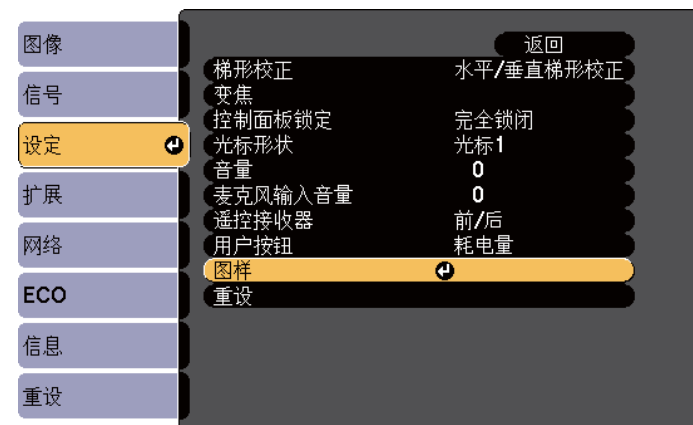 图像
信号
设定
扩展
网络
ECO
信息
重设
返回
梯形校正 水平/垂直梯形校正
变焦
控制面板锁定 完全锁闭
光标形状 光标1
音量 0
麦克风输入音量 0
遥控接收器 前/后
用户按钮 耗电量
图样
重设